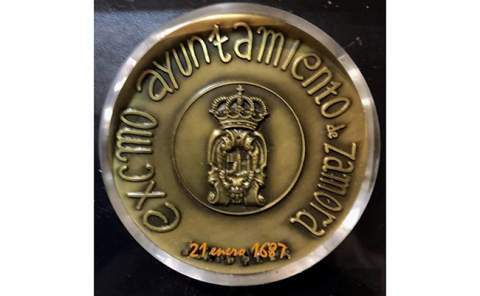 excmo ayuntamiento de zamora
21 enero 1687